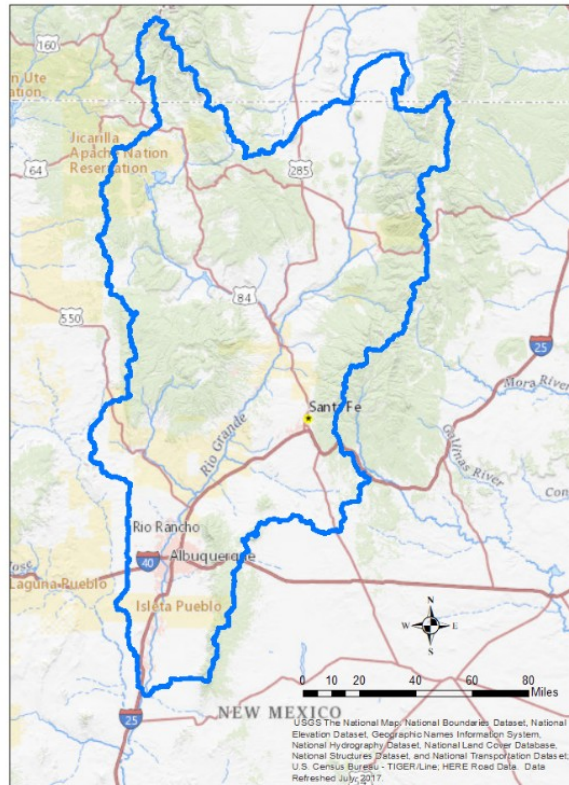 160
Ute
ation
Jicarilla
Apache Nation
Reservation
64
285
84
550
25
Mora River
Santa Fe
Gallinas River
Rio Grande
Rio Rancho
40
Albuquerque
Laguna Pueblo
Isleta Pueblo
N
W E
S
0 10 20 40 60 80
Miles
NEW MEXICO
25
USGS The National Map: National Boundaries Dataset, National
Elevation Dataset, Geographic Names Information System,
National Hydrography Dataset, National Land Cover Database,
National Structures Dataset, and National Transportation Dataset;
U.S. Census Bureau - TIGER/Line; HERE Road Data. Data
Refreshed July, 2017.